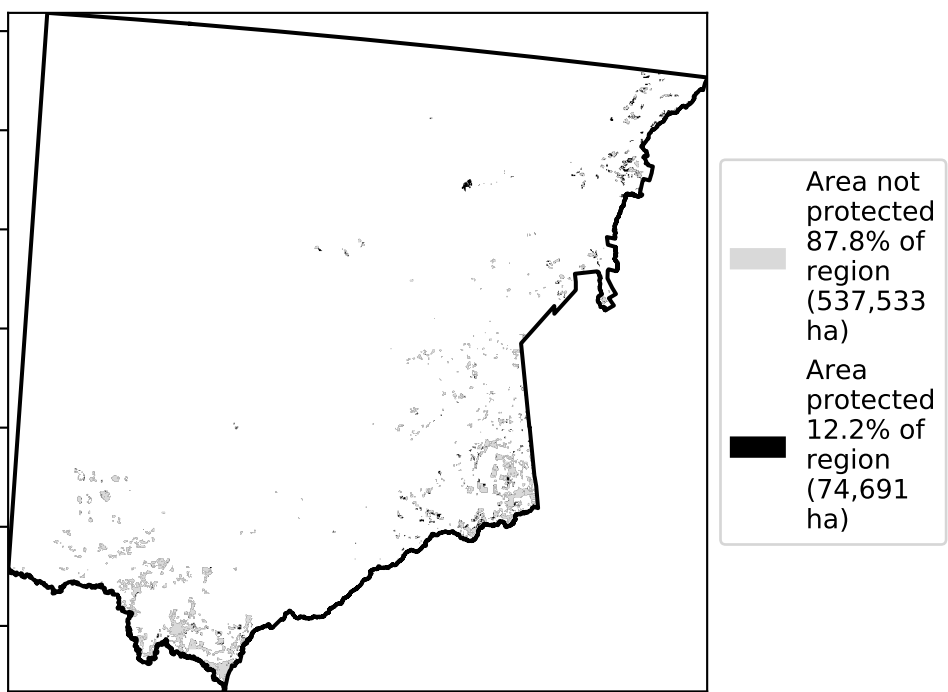 Area not
protected
87.8% of
region
(537,533
ha)
Area
protected
12.2% of
region
(74,691
ha)